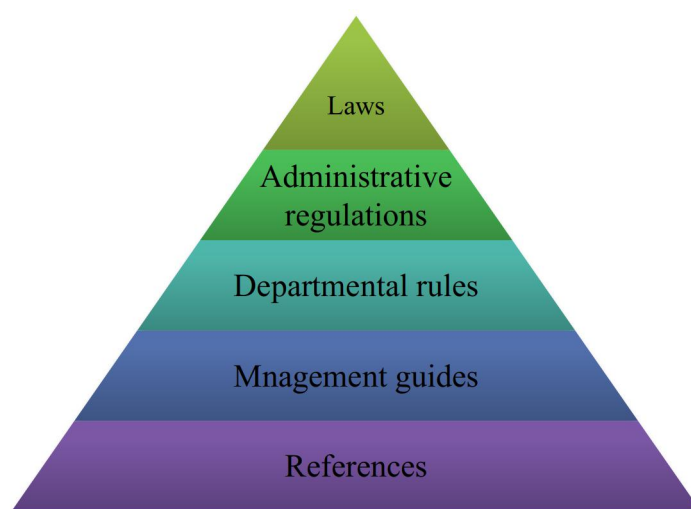 Laws
Administrative
regulations
Departmental rules
Mnagement guides
References